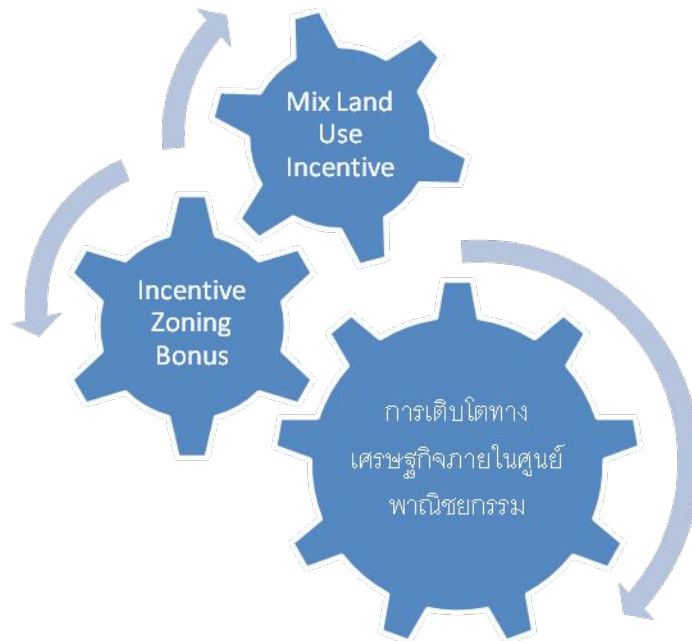 Mix Land
Use
Incentive
Incentive
Zoning
Bonus
การเติบโตทาง
เศรษฐกิจภายในศูนย์
พาณิชยกรรม